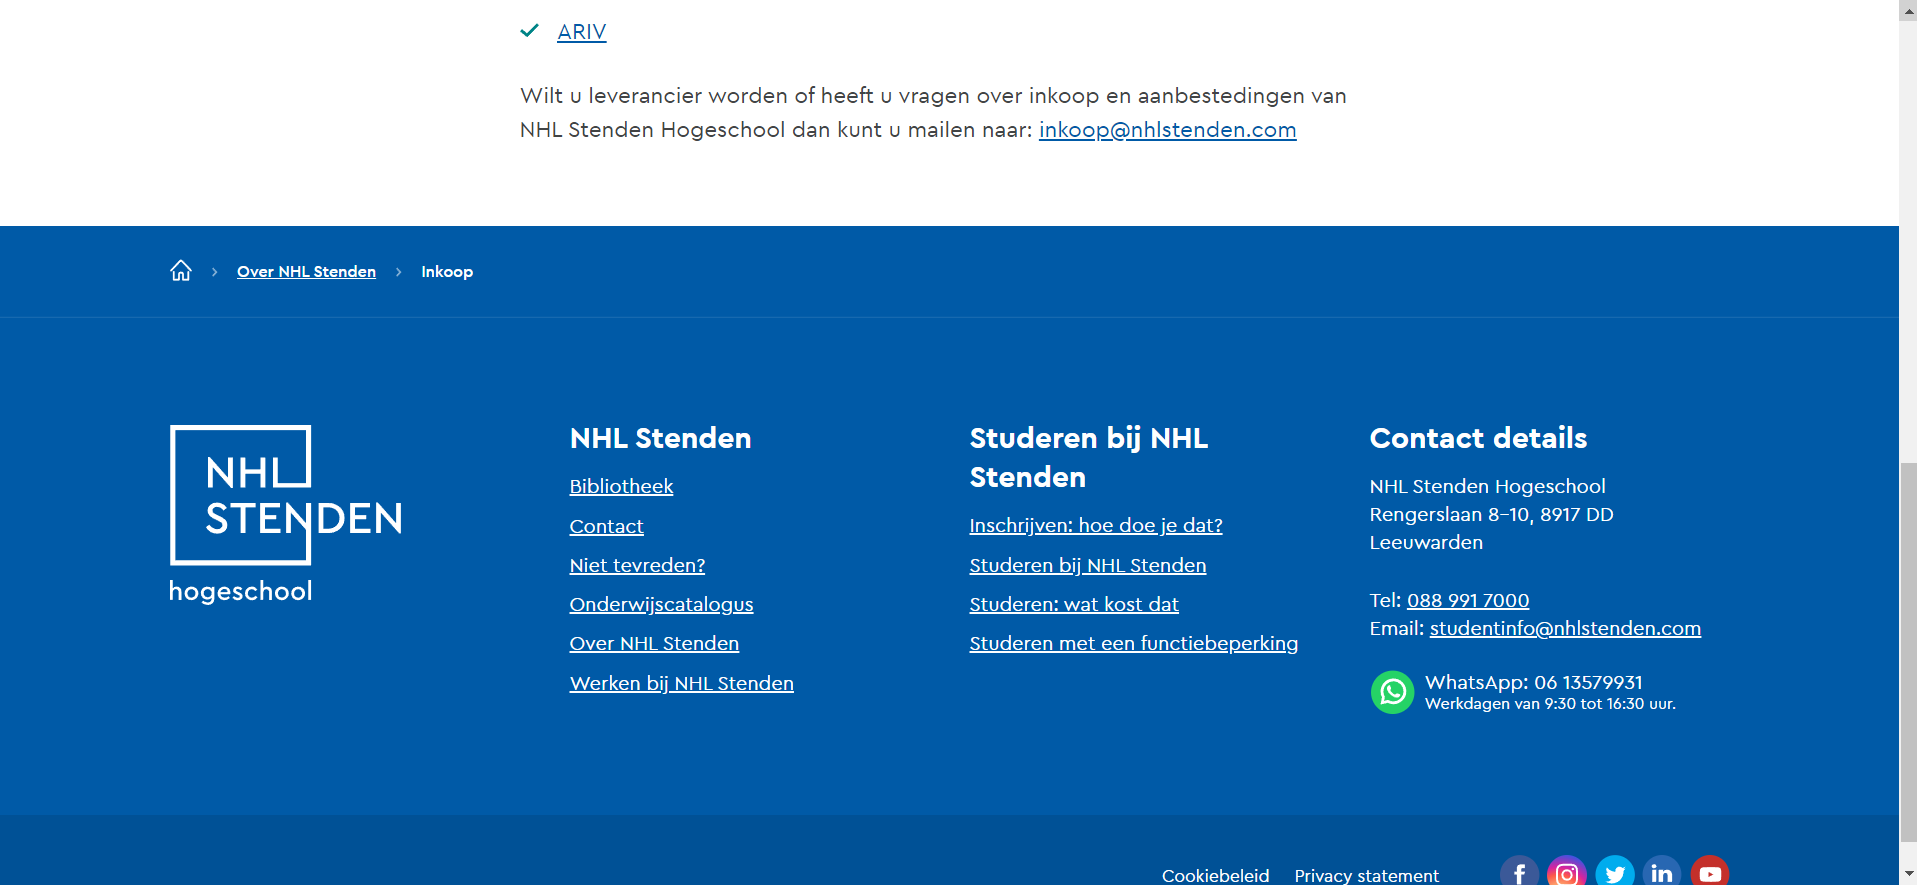 ARIV
Wilt u leverancier worden of heeft u vragen over inkoop en aanbestedingen van
NHL Stenden Hogeschool dan kunt u mailen naar: inkoop@nhlstenden.com
Over NHL Stenden > Inkoop
NHL
STENDEN
hogeschool
NHL Stenden
Bibliotheek
Contact
Niet tevreden?
Onderwijscatalogus
Over NHL Stenden
Werken bij NHL Stenden
Studeren bij NHL
Stenden
Inschrijven: hoe doe je dat?
Studeren bij NHL Stenden
Studeren: wat kost dat
Studeren met een functiebeperking
Contact details
NHL Stenden Hogeschool
Rengerslaan 8-10, 8917 DD
Leeuwarden
Tel: 088 991 7000
Email: studentinfo@nhlstenden.com
WhatsApp: 06 13579931
Werkdagen van 9:30 tot 16:30 uur.
Cookiebeleid Privacy statement